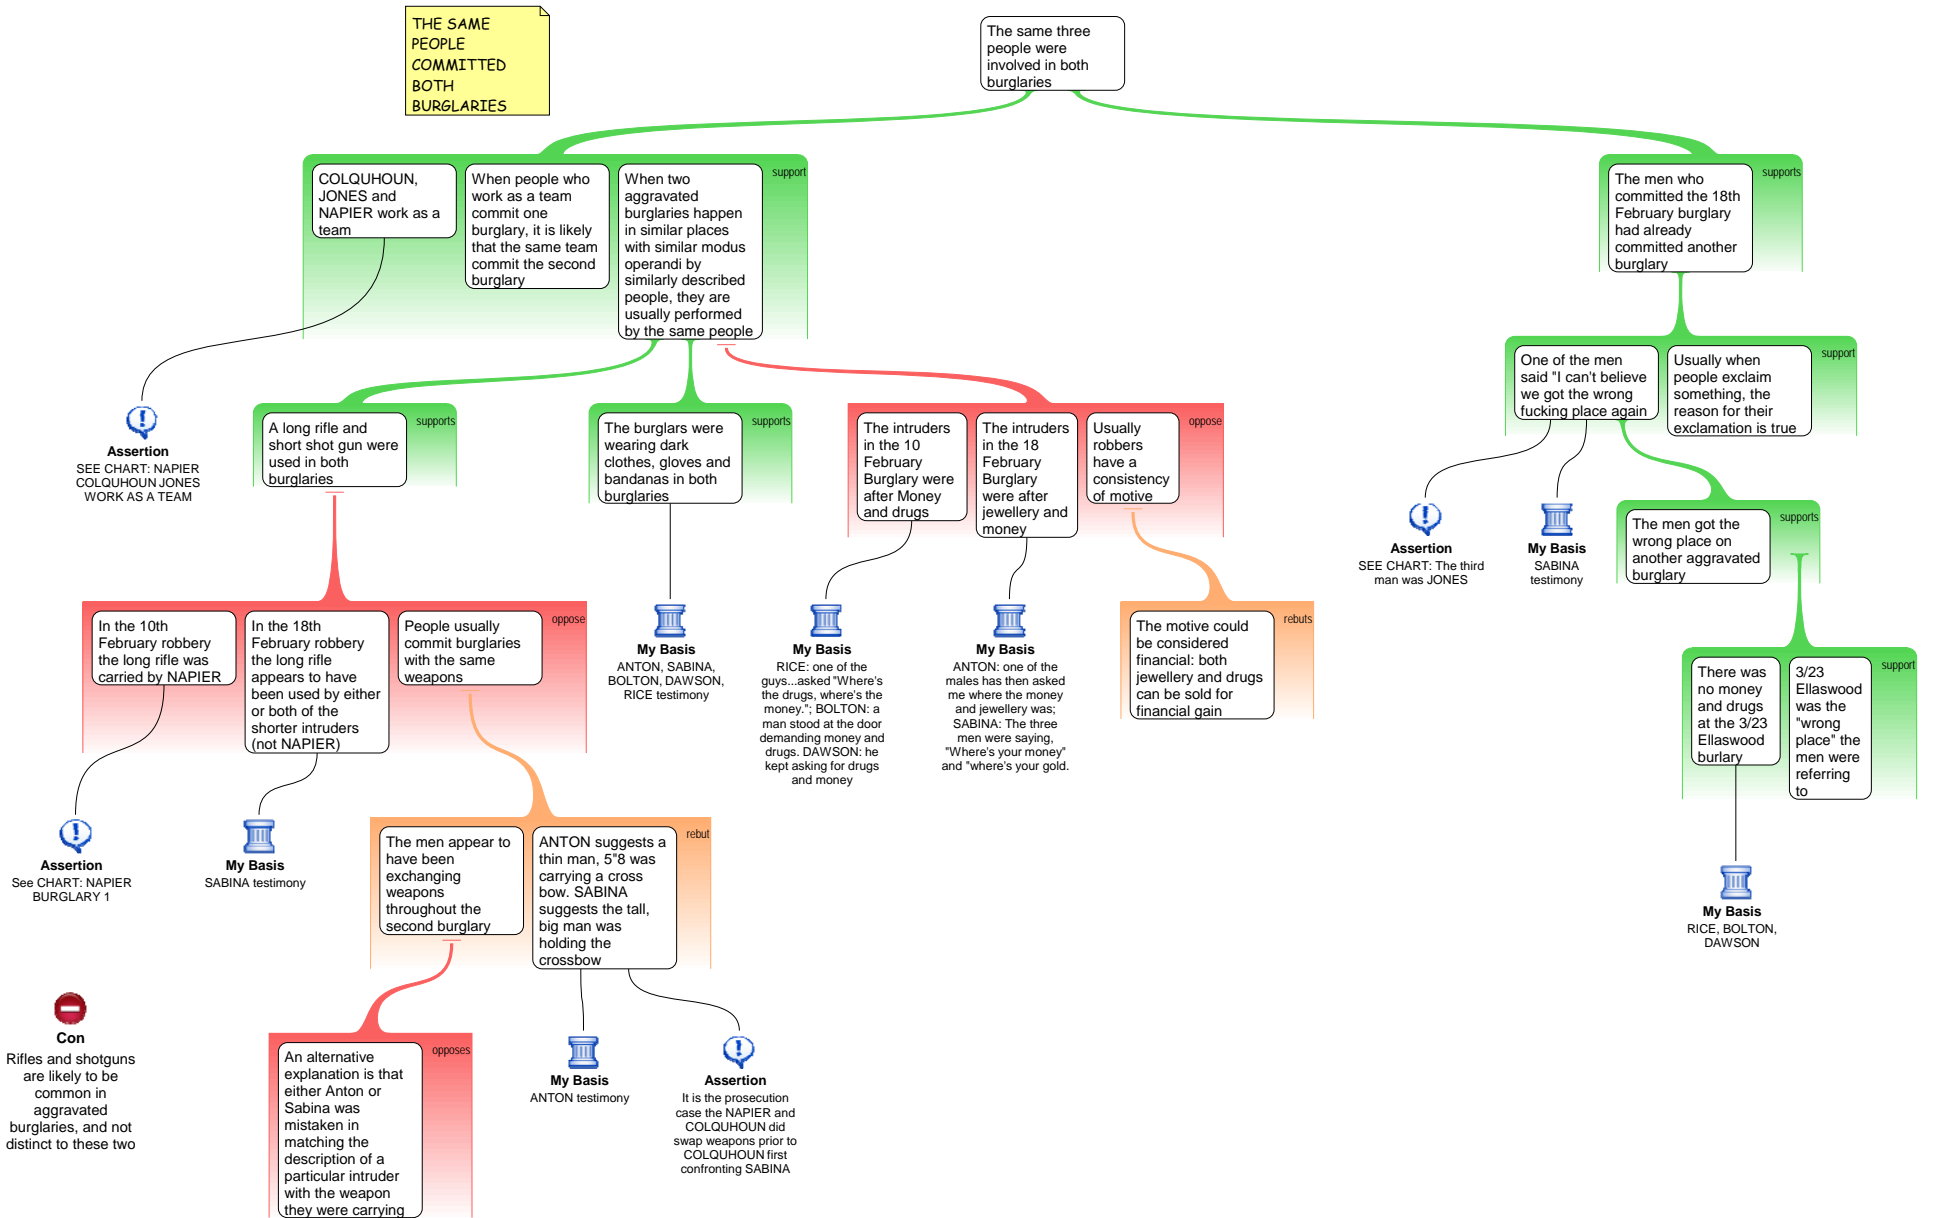 THE SAME
PEOPLE
COMMITTED
BOTH
BURGLARIES
The same three
people were
involved in both
burglaries
COLQUHOUN,
JONES and
NAPIER work as a
team
When people who
work as a team
commit one
burglary, it is likely
that the same team
commit the second
burglary
When two
aggravated
burglaries happen
in similar places
with similar modus
operandi by
similarly described
people, they are
usually performed
by the same people
support
The men who
committed the 18th
February burglary
had already
committed another
burglary
supports
Assertion
SEE CHART: NAPIER
COLQUHOUN JONES
WORK AS A TEAM
A long rifle and
short shot gun were
used in both
burglaries
supports
The burglars were
wearing dark
clothes, gloves and
bandanas in both
burglaries
supports
The intruders
in the 10
February
Burglary were
after Money
and drugs
The intruders
in the 18
February
Burglary
were after
jewellery and
money
Usually
robbers
have a
consistency
of motive
oppose
One of the men
said "I can't believe
we got the wrong
fucking place again
Usually when
people exclaim
something, the
reason for their
exclamation is true
support
Assertion
SEE CHART: The third
man was JONES
My Basis
SABINA
testimony
The men got the
wrong place on
another aggravated
burglary
supports
In the 10th
February robbery
the long rifle was
carried by NAPIER
In the 18th
February robbery
the long rifle
appears to have
been used by either
or both of the
shorter intruders
(not NAPIER)
People usually
commit burglaries
with the same
weapons
oppose
My Basis
ANTON, SABINA,
BOLTON, DAWSON,
RICE testimony
My Basis
RICE: one of the
guys...asked "Where's
the drugs, where's the
money."; BOLTON: a
man stood at the door
demanding money and
drugs. DAWSON: he
kept asking for drugs
and money
My Basis
ANTON: one of the
males has then asked
me where the money
and jewellery was;
SABINA: The three
men were saying,
"Where's your money"
and "where's your gold.
The motive could
be considered
financial: both
jewellery and drugs
can be sold for
financial gain
rebuts
There was
no money
and drugs
at the 3/23
Ellaswood
burlary
3/23
Ellaswood
was the
"wrong
place" the
men were
referring
to
support
Assertion
See CHART: NAPIER
BURGLARY 1
My Basis
SABINA testimony
The men appear to
have been
exchanging
weapons
throughout the
second burglary
ANTON suggests a
thin man, 5"8 was
carrying a cross
bow. SABINA
suggests the tall,
big man was
holding the
crossbow
rebut
My Basis
RICE, BOLTON,
DAWSON
Con
Rifles and shotguns
are likely to be
common in
aggravated
burglaries, and not
distinct to these two
An alternative
explanation is that
either Anton or
Sabina was
mistaken in
matching the
description of a
particular intruder
with the weapon
they were carrying
opposes
My Basis
ANTON testimony
Assertion
It is the prosecution
case the NAPIER and
COLQUHOUN did
swap weapons prior to
COLQUHOUN first
confronting SABINA